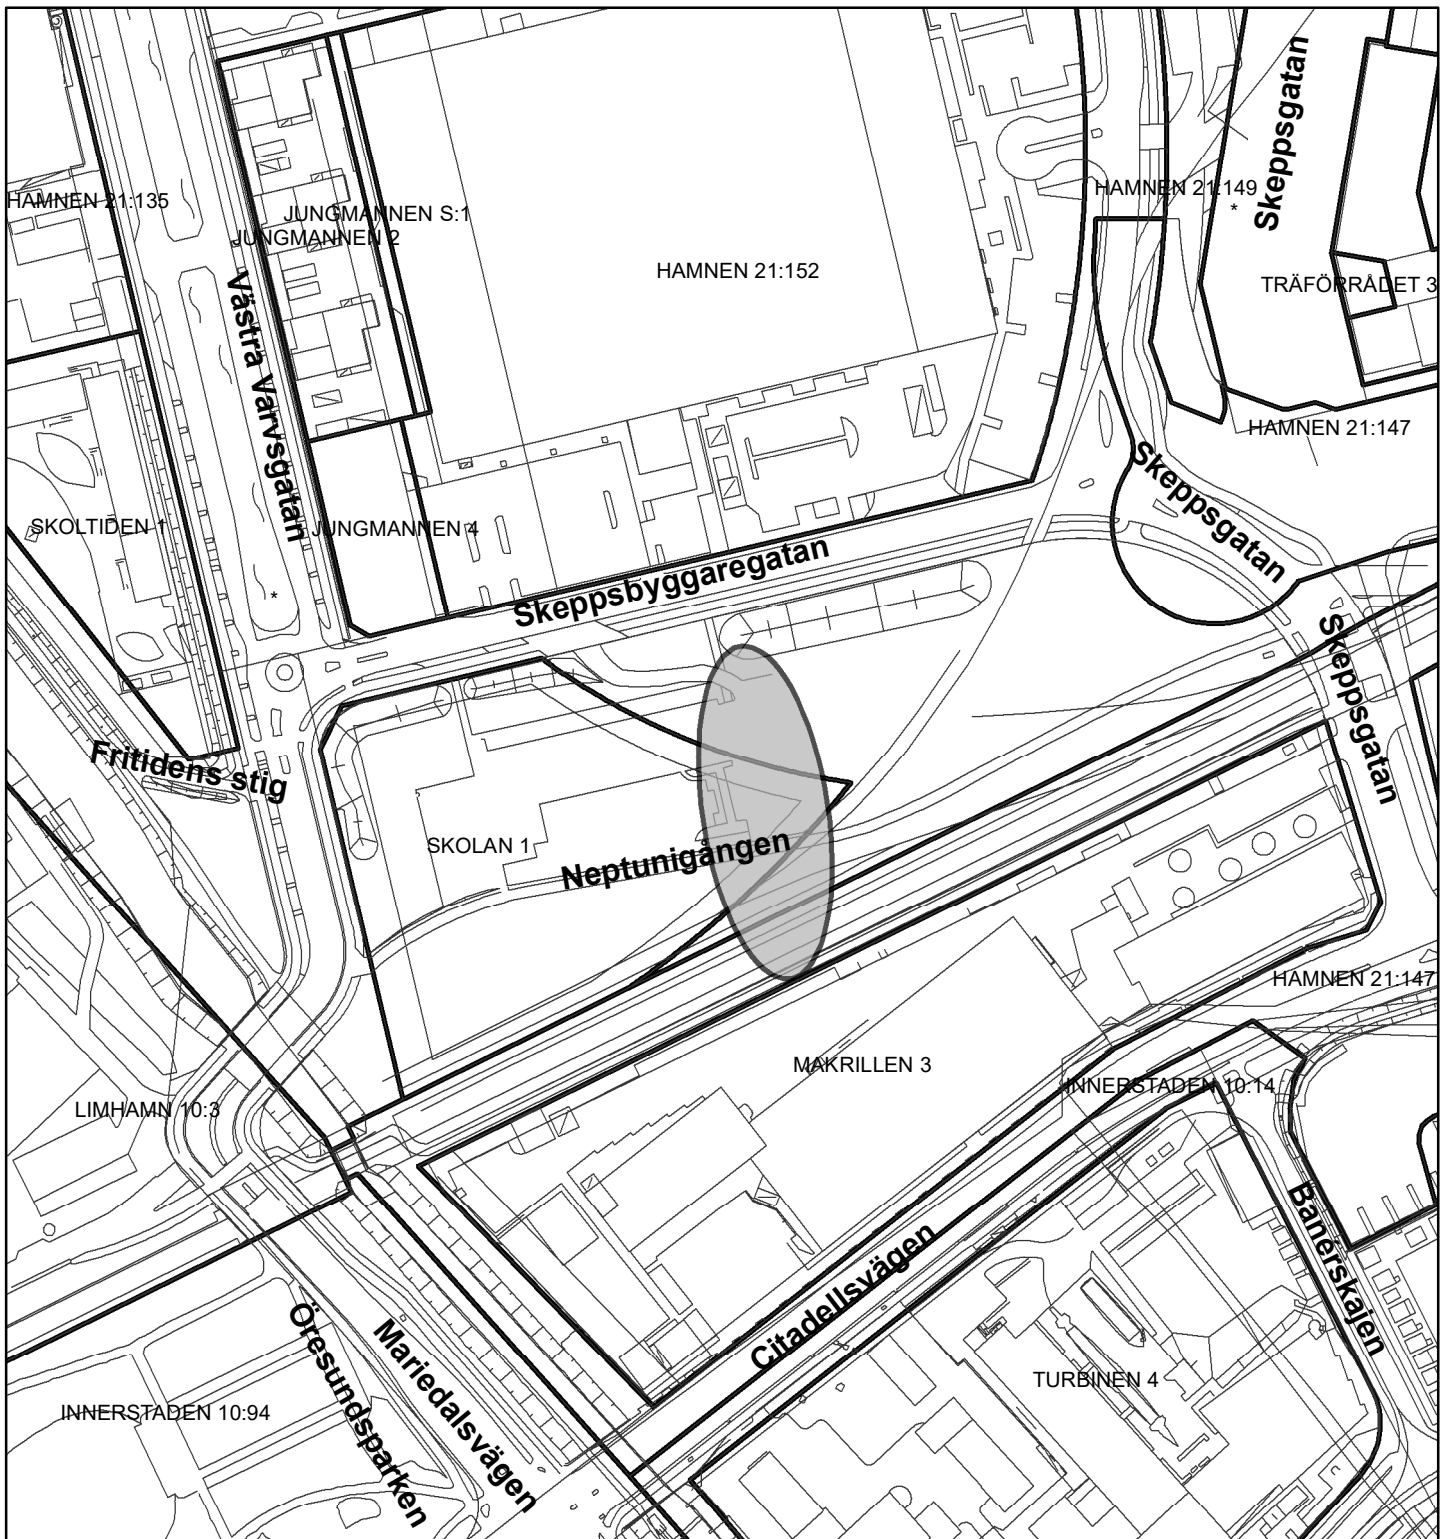 Skeppsgatan
HAMNEN 21:149
*
HAMNEN 21:135
JUNGMANNEN S:1
JUNGMANNEN 2
HAMNEN 21:152
TRÄFÖRRÅDET 3
Västra Varvsgatan
HAMNEN 21:147
Skeppsgatan
SKOLTIDEN 1
JUNGMANNEN 4
Skeppsbyggaregatan
*
Skeppsgatan
Fritidens stig
SKOLAN 1
Neptunigången
HAMNEN 21:147
MAKRILLEN 3
INNERSTADEN 10:14
LIMHAMN 10:3
Banérskajen
Citadellsvägen
Öresundsparken
Mariedalsvägen
TURBINEN 4
INNERSTADEN 10:94